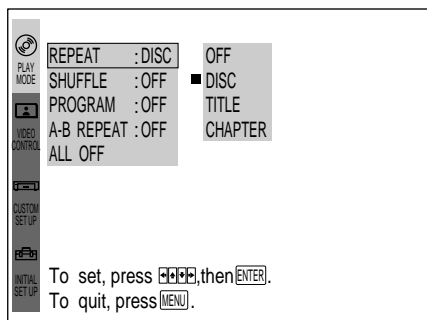 PLAY
MODE
VIDEO
CONTROL
CUSTOM
SET UP
INITIAL
SET UP
REPEAT :DISC
SHUFFLE :OFF
PROGRAM :OFF
A-B REPEAT :OFF
ALL OFF
OFF
DISC
TITLE
CHAPTER
To set, press ,then ENTER.
To quit, press MENU.